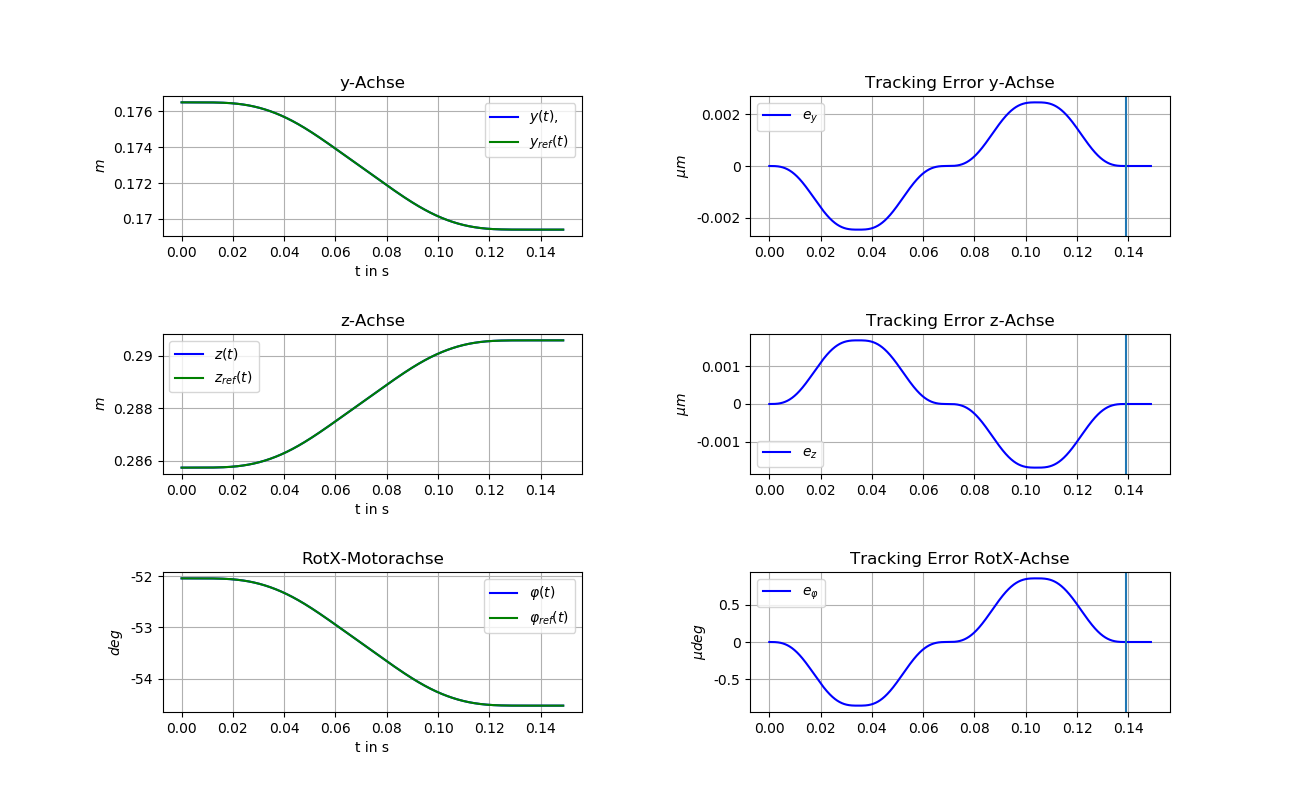 y-Achse
0.176
0.174
0.172
0.17
m
y(t),
y_ref(t)
0.00 0.02 0.04 0.06 0.08 0.10 0.12 0.14
t in s
Tracking Error y-Achse
0.002
0
-0.002
μm
e_y
0.00 0.02 0.04 0.06 0.08 0.10 0.12 0.14
z-Achse
0.29
0.288
0.286
m
z(t)
z_ref(t)
0.00 0.02 0.04 0.06 0.08 0.10 0.12 0.14
t in s
Tracking Error z-Achse
0.001
0
-0.001
μm
e_z
0.00 0.02 0.04 0.06 0.08 0.10 0.12 0.14
RotX-Motorachse
-52
-53
-54
deg
φ(t)
φ_ref(t)
0.00 0.02 0.04 0.06 0.08 0.10 0.12 0.14
t in s
Tracking Error RotX-Achse
0.5
0
-0.5
μdeg
e_φ
0.00 0.02 0.04 0.06 0.08 0.10 0.12 0.14